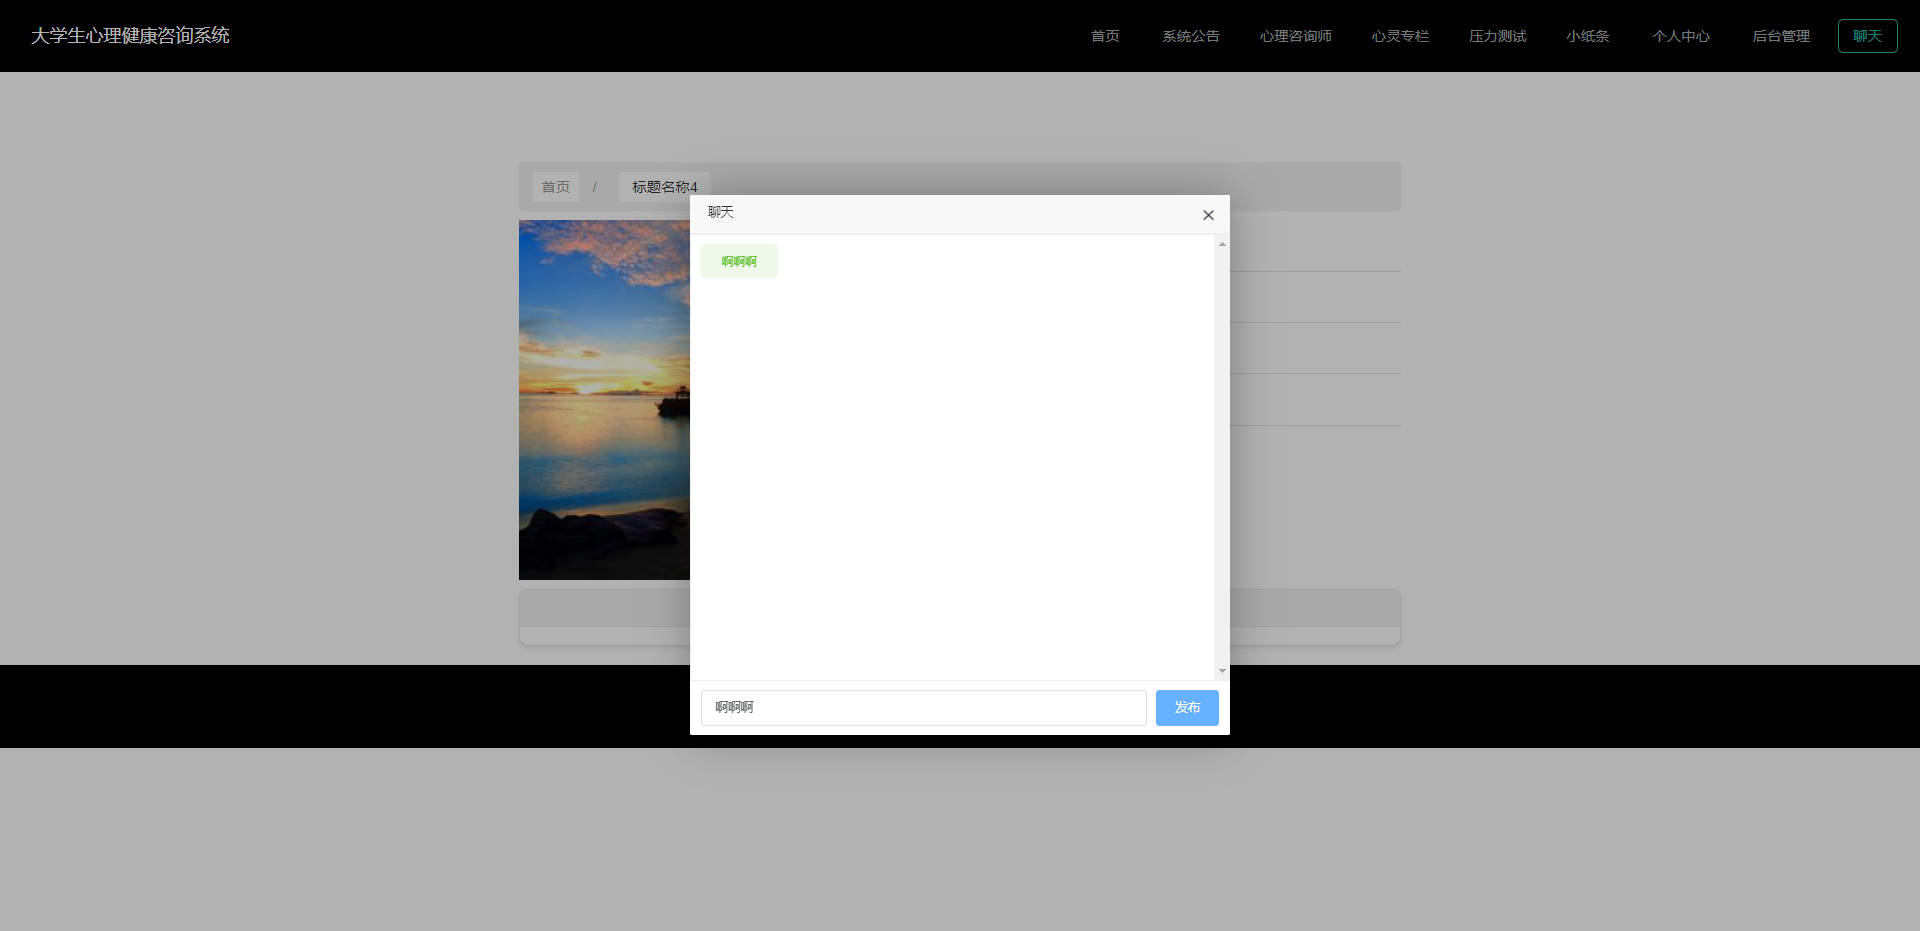 大学生心理健康咨询系统
首页 系统公告 心理咨询师 心灵专栏 压力测试 小纸条 个人中心 后台管理 聊天
首页 / 标题名称4
聊天
啊啊啊
啊啊啊 发布